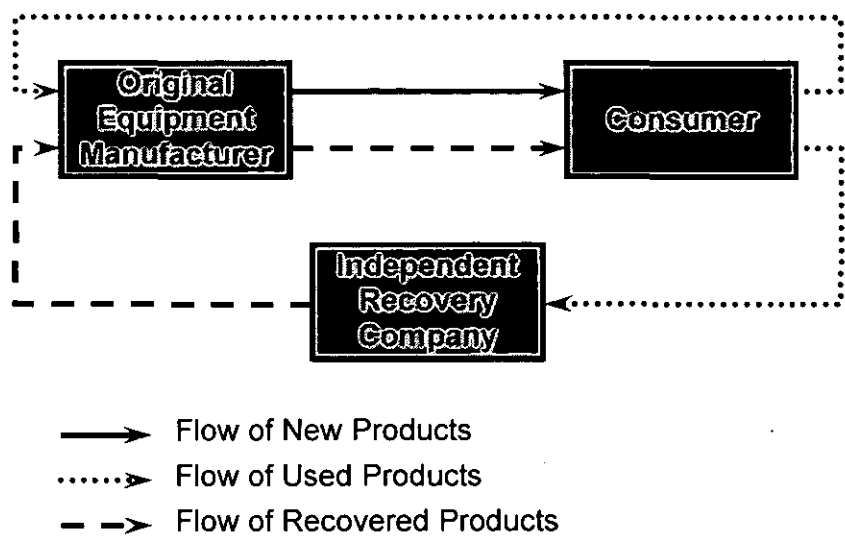 Original
Equipment
Manufacturer
Consumer
Independent
Recovery
Company
Flow of New Products
Flow of Used Products
Flow of Recovered Products